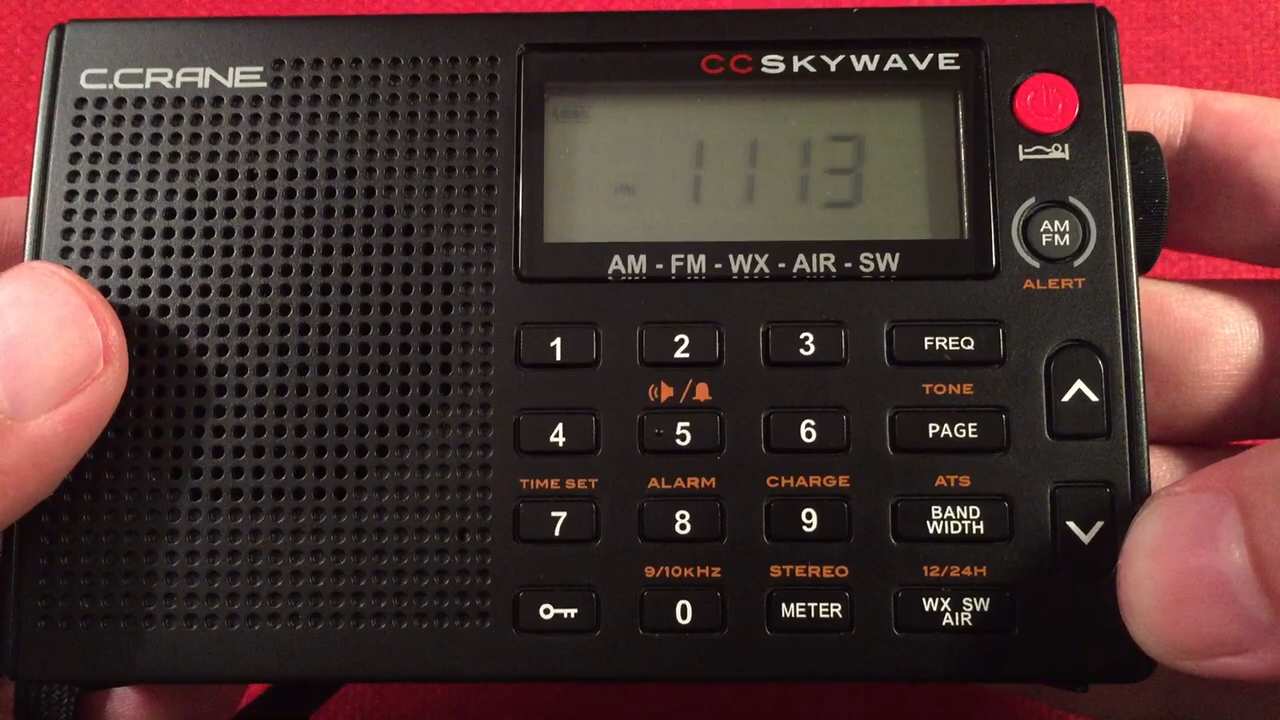 C.CRANE
CCSKYWAVE
PM 1113
AM - FM - WX - AIR - SW
AM
FM
ALERT
1 2 3 FREQ
TONE
4 5 6 PAGE
TIME SET ALARM CHARGE ATS
7 8 9 BAND
WIDTH
9/10KHZ STEREO 12/24H
0 METER WX SW
AIR